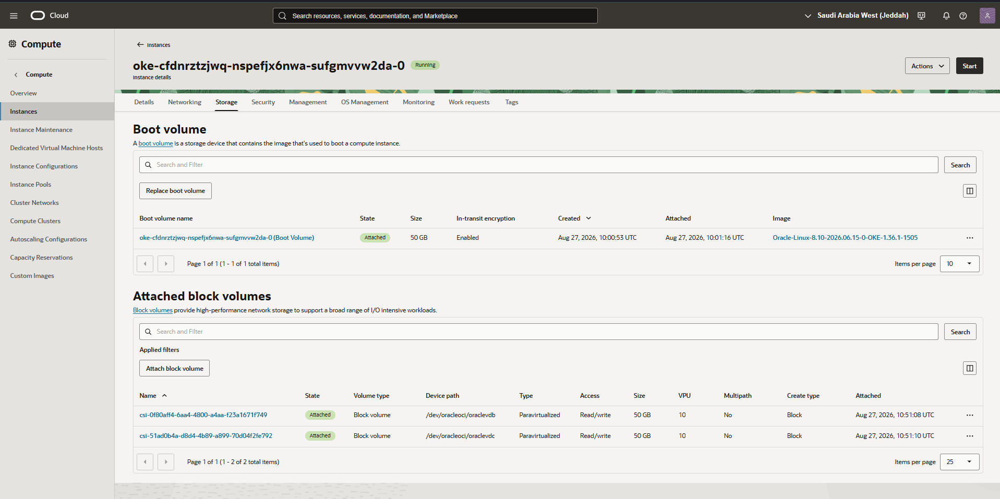 Cloud
Search resources, services, documentation, and Marketplace
Saudi Arabia West (Jeddah)
Compute
Compute
Overview
Instances
Instance Maintenance
Dedicated Virtual Machine Hosts
Instance Configurations
Instance Pools
Cluster Networks
Compute Clusters
Autoscaling Configurations
Capacity Reservations
Custom Images
Instances
oke-cfdnrztzjwq-nspefjx6nwa-sufgmvvw2da-0 Running
Instance details
Actions Start
Details Networking Storage Security Management OS Management Monitoring Work requests Tags
Boot volume
A boot volume is a storage device that contains the image that's used to boot a compute instance.
Search and Filter Search
Replace boot volume
Boot volume name State Size In-transit encryption Created Attached Image
oke-cfdnrztzjwq-nspefjx6nwa-sufgmvvw2da-0 (Boot Volume) Attached 50 GB Enabled Aug 27, 2026, 10:00:53 UTC Aug 27, 2026, 10:01:16 UTC Oracle-Linux-8.10-2026.06.15-0-OKE-1.36.1-1505
Page 1 of 1 (1 - 1 of 1 total items) Items per page 10
Attached block volumes
Block volumes provide high-performance network storage to support a broad range of I/O intensive workloads.
Search and Filter Search
Applied filters
Attach block volume
Name State Volume type Device path Type Access Size VPU Multipath Create type Attached
csi-0f80aff4-6aa4-4800-a4aa-f23a1671f749 Attached Block volume /dev/oracleoci/oraclevdb Paravirtualized Read/write 50 GB 10 No Block Aug 27, 2026, 10:51:08 UTC
csi-51ad0b4a-d8d4-4b89-a899-70d04f2fe792 Attached Block volume /dev/oracleoci/oraclevdc Paravirtualized Read/write 50 GB 10 No Block Aug 27, 2026, 10:51:10 UTC
Page 1 of 1 (1 - 2 of 2 total items) Items per page 25